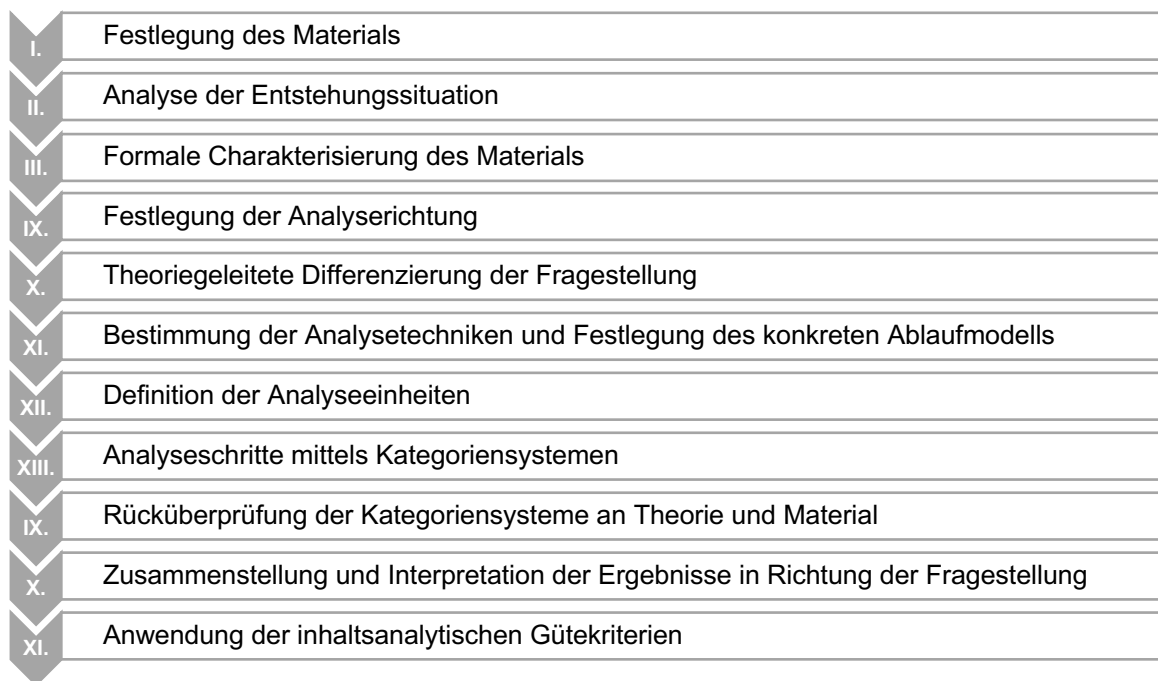 I. Festlegung des Materials
II. Analyse der Entstehungssituation
III. Formale Charakterisierung des Materials
IX. Festlegung der Analyserichtung
X. Theoriegeleitete Differenzierung der Fragestellung
XI. Bestimmung der Analysetechniken und Festlegung des konkreten Ablaufmodells
XII. Definition der Analyseeinheiten
XIII. Analyseschritte mittels Kategoriensystemen
IX. Rücküberprüfung der Kategoriensysteme an Theorie und Material
X. Zusammenstellung und Interpretation der Ergebnisse in Richtung der Fragestellung
XI. Anwendung der inhaltsanalytischen Gütekriterien